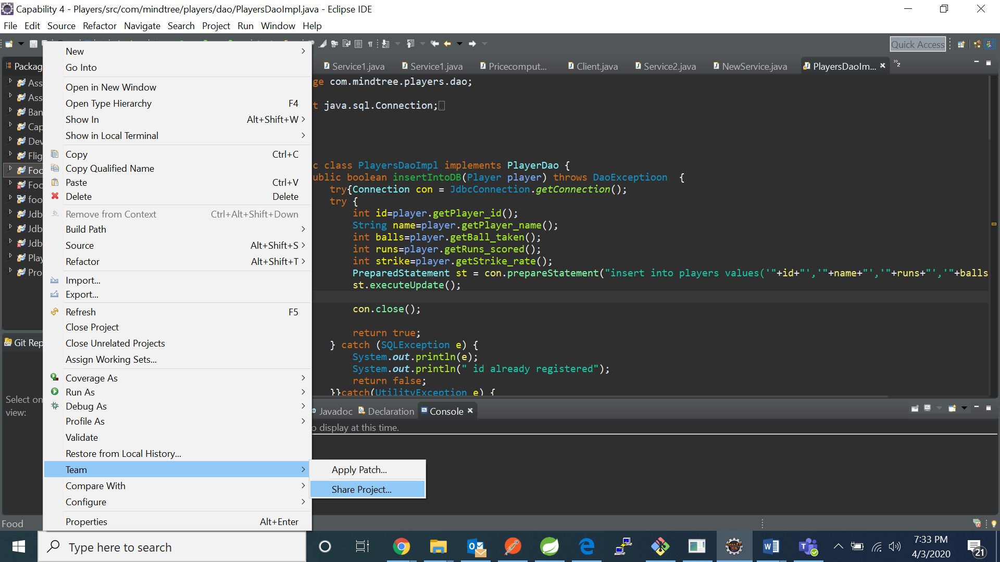 Capability 4 - Players/src/com/mindtree/players/dao/PlayersDaoImpl.java - Eclipse IDE
File Edit Source Refactor Navigate Search Project Run Window Help
Quick Access
Packag
Service1.java Service1.java Pricecomput... Client.java Service2.java NewService.java PlayersDaoIm... 2
Ass
Ass
Ban
Cap
Dev
Flig
Foo
Foo
foo
Jdb
Jdb
Jdb
Play
Pro
Git Rep
Select on
view:
New
Go Into
Open in New Window
Open Type Hierarchy F4
Show In Alt+Shift+W
Show in Local Terminal
Copy Ctrl+C
Copy Qualified Name
Paste Ctrl+V
Delete Delete
Remove from Context Ctrl+Alt+Shift+Down
Build Path
Source Alt+Shift+S
Refactor Alt+Shift+T
Import...
Export...
Refresh F5
Close Project
Close Unrelated Projects
Assign Working Sets...
Coverage As
Run As
Debug As
Profile As
Validate
Restore from Local History...
Team
Compare With
Configure
Properties Alt+Enter
Apply Patch...
Share Project...
ge com.mindtree.players.dao;
t java.sql.Connection;
c class PlayersDaoImpl implements PlayerDao {
ublic boolean insertIntoDB(Player player) throws DaoExceptioon {
try{Connection con = JdbcConnection.getConnection();
try {
int id=player.getPlayer_id();
String name=player.getPlayer_name();
int balls=player.getBall_taken();
int runs=player.getRuns_scored();
int strike=player.getStrike_rate();
PreparedStatement st = con.prepareStatement("insert into players values('"+id+"','"+name+"','"+runs+"','"+balls
st.executeUpdate();
con.close();
return true;
} catch (SQLException e) {
System.out.println(e);
System.out.println(" id already registered");
return false;
}}catch(UtilityException e) {
Javadoc Declaration Console
o display at this time.
Food
Type here to search
7:33 PM
4/3/2020
21